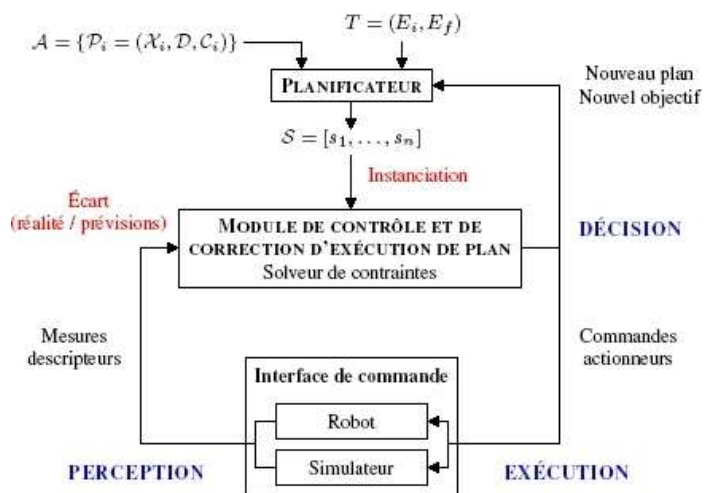 𝒜 = {𝒫ᵢ = (𝒳ᵢ, 𝒟, 𝒞ᵢ)}
T = (Eᵢ, E_f)
PLANIFICATEUR
Nouveau plan
Nouvel objectif
𝒮 = [s₁, . . . , sₙ]
Instanciation
Écart
(réalité / prévisions)
MODULE DE CONTRÔLE ET DE
CORRECTION D'EXÉCUTION DE PLAN
Solveur de contraintes
DÉCISION
Mesures
descripteurs
Commandes
actionneurs
Interface de commande
Robot
Simulateur
PERCEPTION
EXÉCUTION